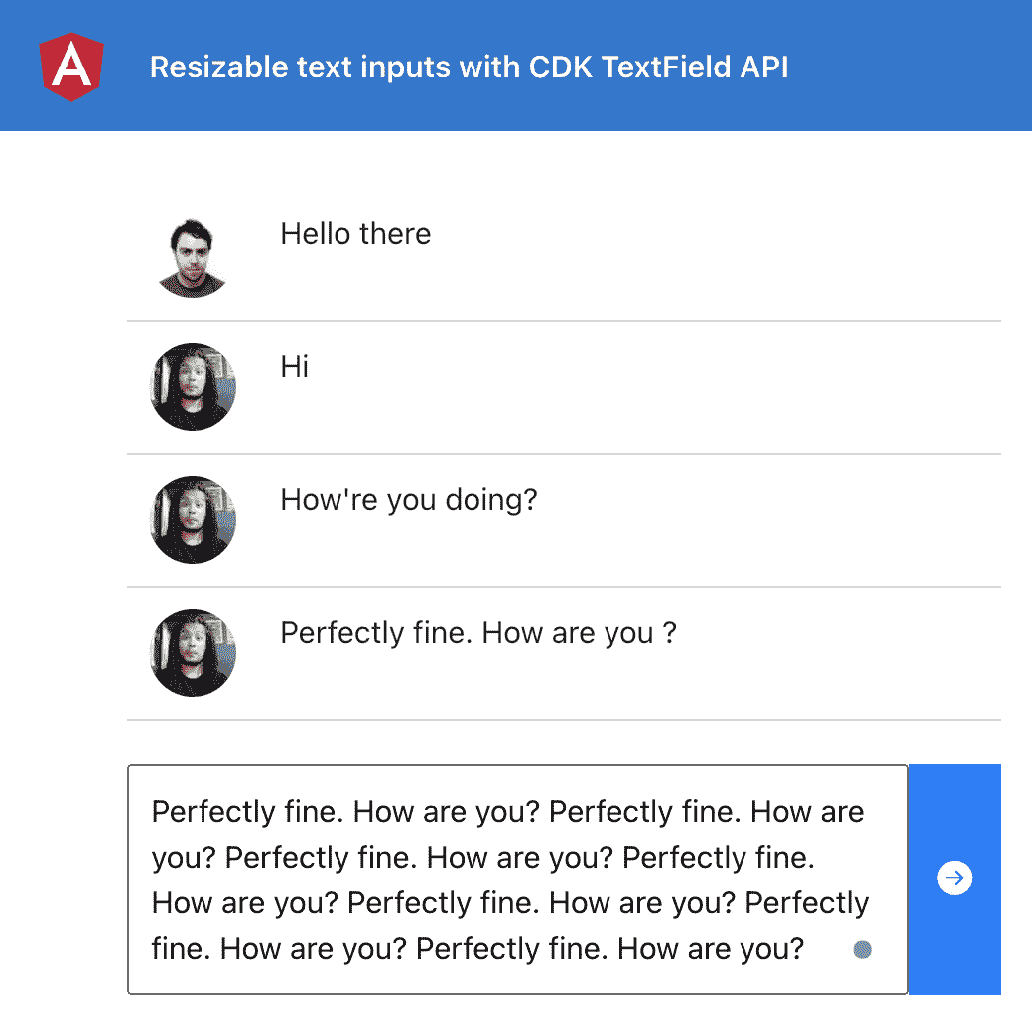 A
Resizable text inputs with CDK TextField API
Hello there
Hi
How're you doing?
Perfectly fine. How are you ?
Perfectly fine. How are you? Perfectly fine. How are
you? Perfectly fine. How are you? Perfectly fine.
How are you? Perfectly fine. How are you? Perfectly
fine. How are you? Perfectly fine. How are you?